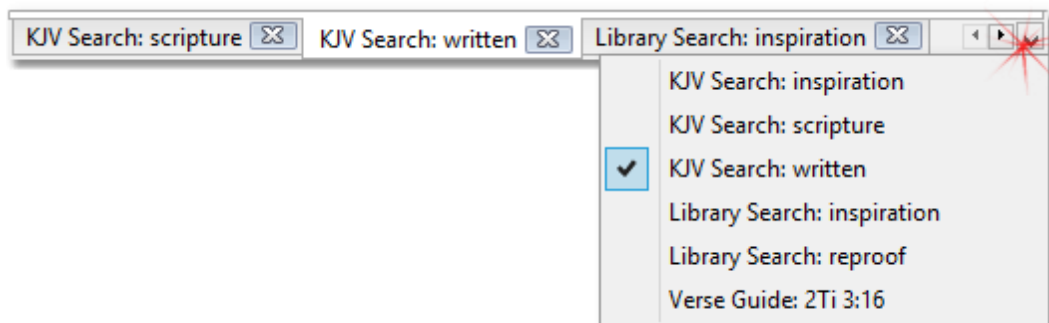 KJV Search: scripture KJV Search: written Library Search: inspiration
KJV Search: inspiration
KJV Search: scripture
KJV Search: written
Library Search: inspiration
Library Search: reproof
Verse Guide: 2Ti 3:16